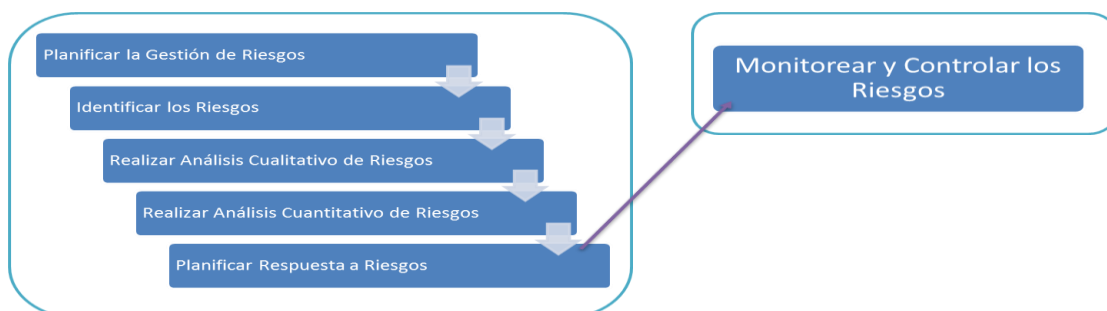 Planificar la Gestión de Riesgos
Identificar los Riesgos
Realizar Análisis Cualitativo de Riesgos
Realizar Análisis Cuantitativo de Riesgos
Planificar Respuesta a Riesgos
Monitorear y Controlar los
Riesgos